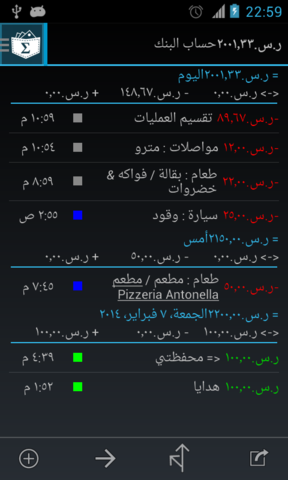 22:59
ر.س.٢٠٠١,٣٣ حساب البنك
= ر.س.٢٠٠١,٣٣ اليوم
<-> ر.س.٠,٠٠ - ر.س.١٤٨,٦٧ ر.س.٠,٠٠ +
-ر.س.٨٩,٦٧ تقسيم العمليات ١٠:٥٩ م
-ر.س.١٢,٠٠ مواصلات : مترو ١٠:٥٤ م
-ر.س.٢٢,٠٠ طعام : بقالة / فواكه & خضروات ٨:٥٩ م
-ر.س.٢٥,٠٠ سيارة : وقود ٢:٥٥ ص
= ر.س.٢١٥٠,٠٠ أمس
<-> ر.س.٠,٠٠ - ر.س.٥٠,٠٠ ر.س.٠,٠٠ +
-ر.س.٥٠,٠٠ طعام : مطعم / مطعم Pizzeria Antonella ٧:٤٥ م
= ر.س.٢٢٠٠,٠٠ الجمعة، ٧ فبراير، ٢٠١٤
<-> ر.س.١٠٠,٠٠ - ر.س.٠,٠٠ ر.س.١٠٠,٠٠ +
ر.س.١٠٠,٠٠ <= محفظتي ٤:٣٩ م
ر.س.١٠٠,٠٠ هدايا ١:٥٢ م